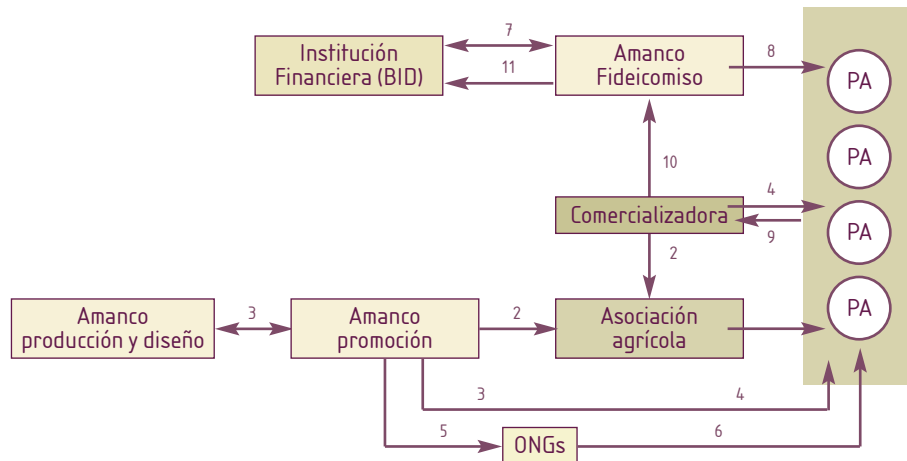 Institución
Financiera (BID)
7
11
Amanco
Fideicomiso
8
PA
PA
10
Comercializadora
4
9
PA
2
Amanco
producción y diseño
3
Amanco
promoción
2
Asociación
agrícola
PA
3
4
5
ONGs
6